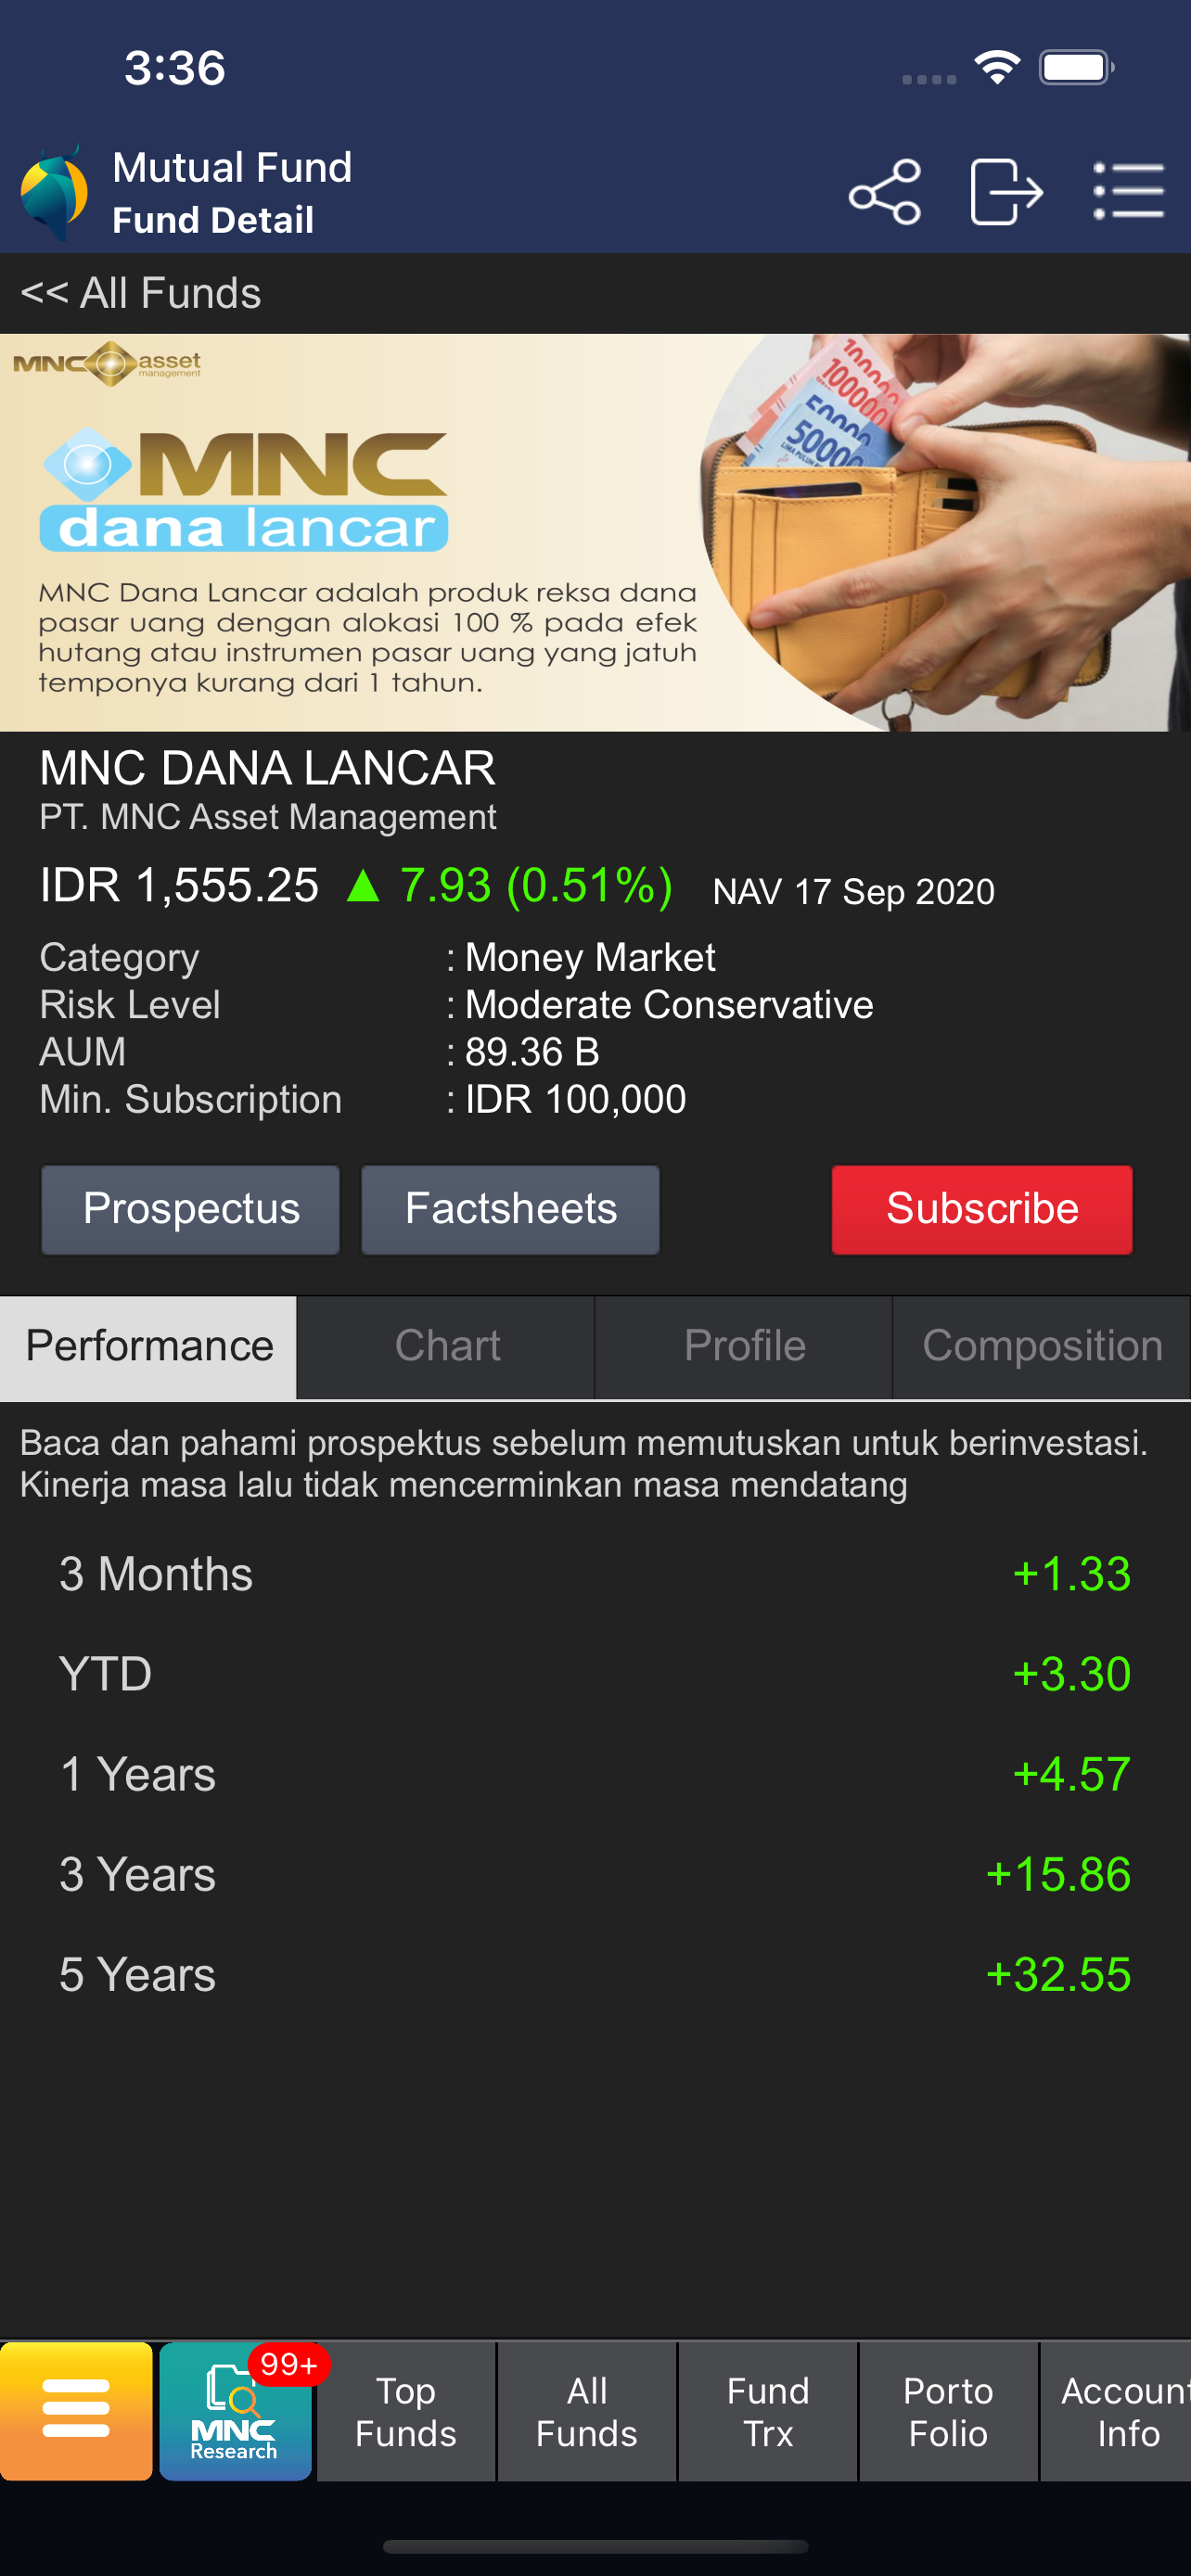 3:36
Mutual Fund
Fund Detail
<< All Funds
MNC asset
management
100000
100000
50000
50000
LIMA PULUH
MNC
dana lancar
MNC Dana Lancar adalah produk reksa dana
pasar uang dengan alokasi 100 % pada efek
hutang atau instrumen pasar uang yang jatuh
temponya kurang dari 1 tahun.
MNC DANA LANCAR
PT. MNC Asset Management
IDR 1,555.25 ▲ 7.93 (0.51%) NAV 17 Sep 2020
Category : Money Market
Risk Level : Moderate Conservative
AUM : 89.36 B
Min. Subscription : IDR 100,000
Prospectus Factsheets Subscribe
Performance Chart Profile Composition
Baca dan pahami prospektus sebelum memutuskan untuk berinvestasi.
Kinerja masa lalu tidak mencerminkan masa mendatang
3 Months +1.33
YTD +3.30
1 Years +4.57
3 Years +15.86
5 Years +32.55
99+
MNC
Research
Top
Funds
All
Funds
Fund
Trx
Porto
Folio
Account
Info